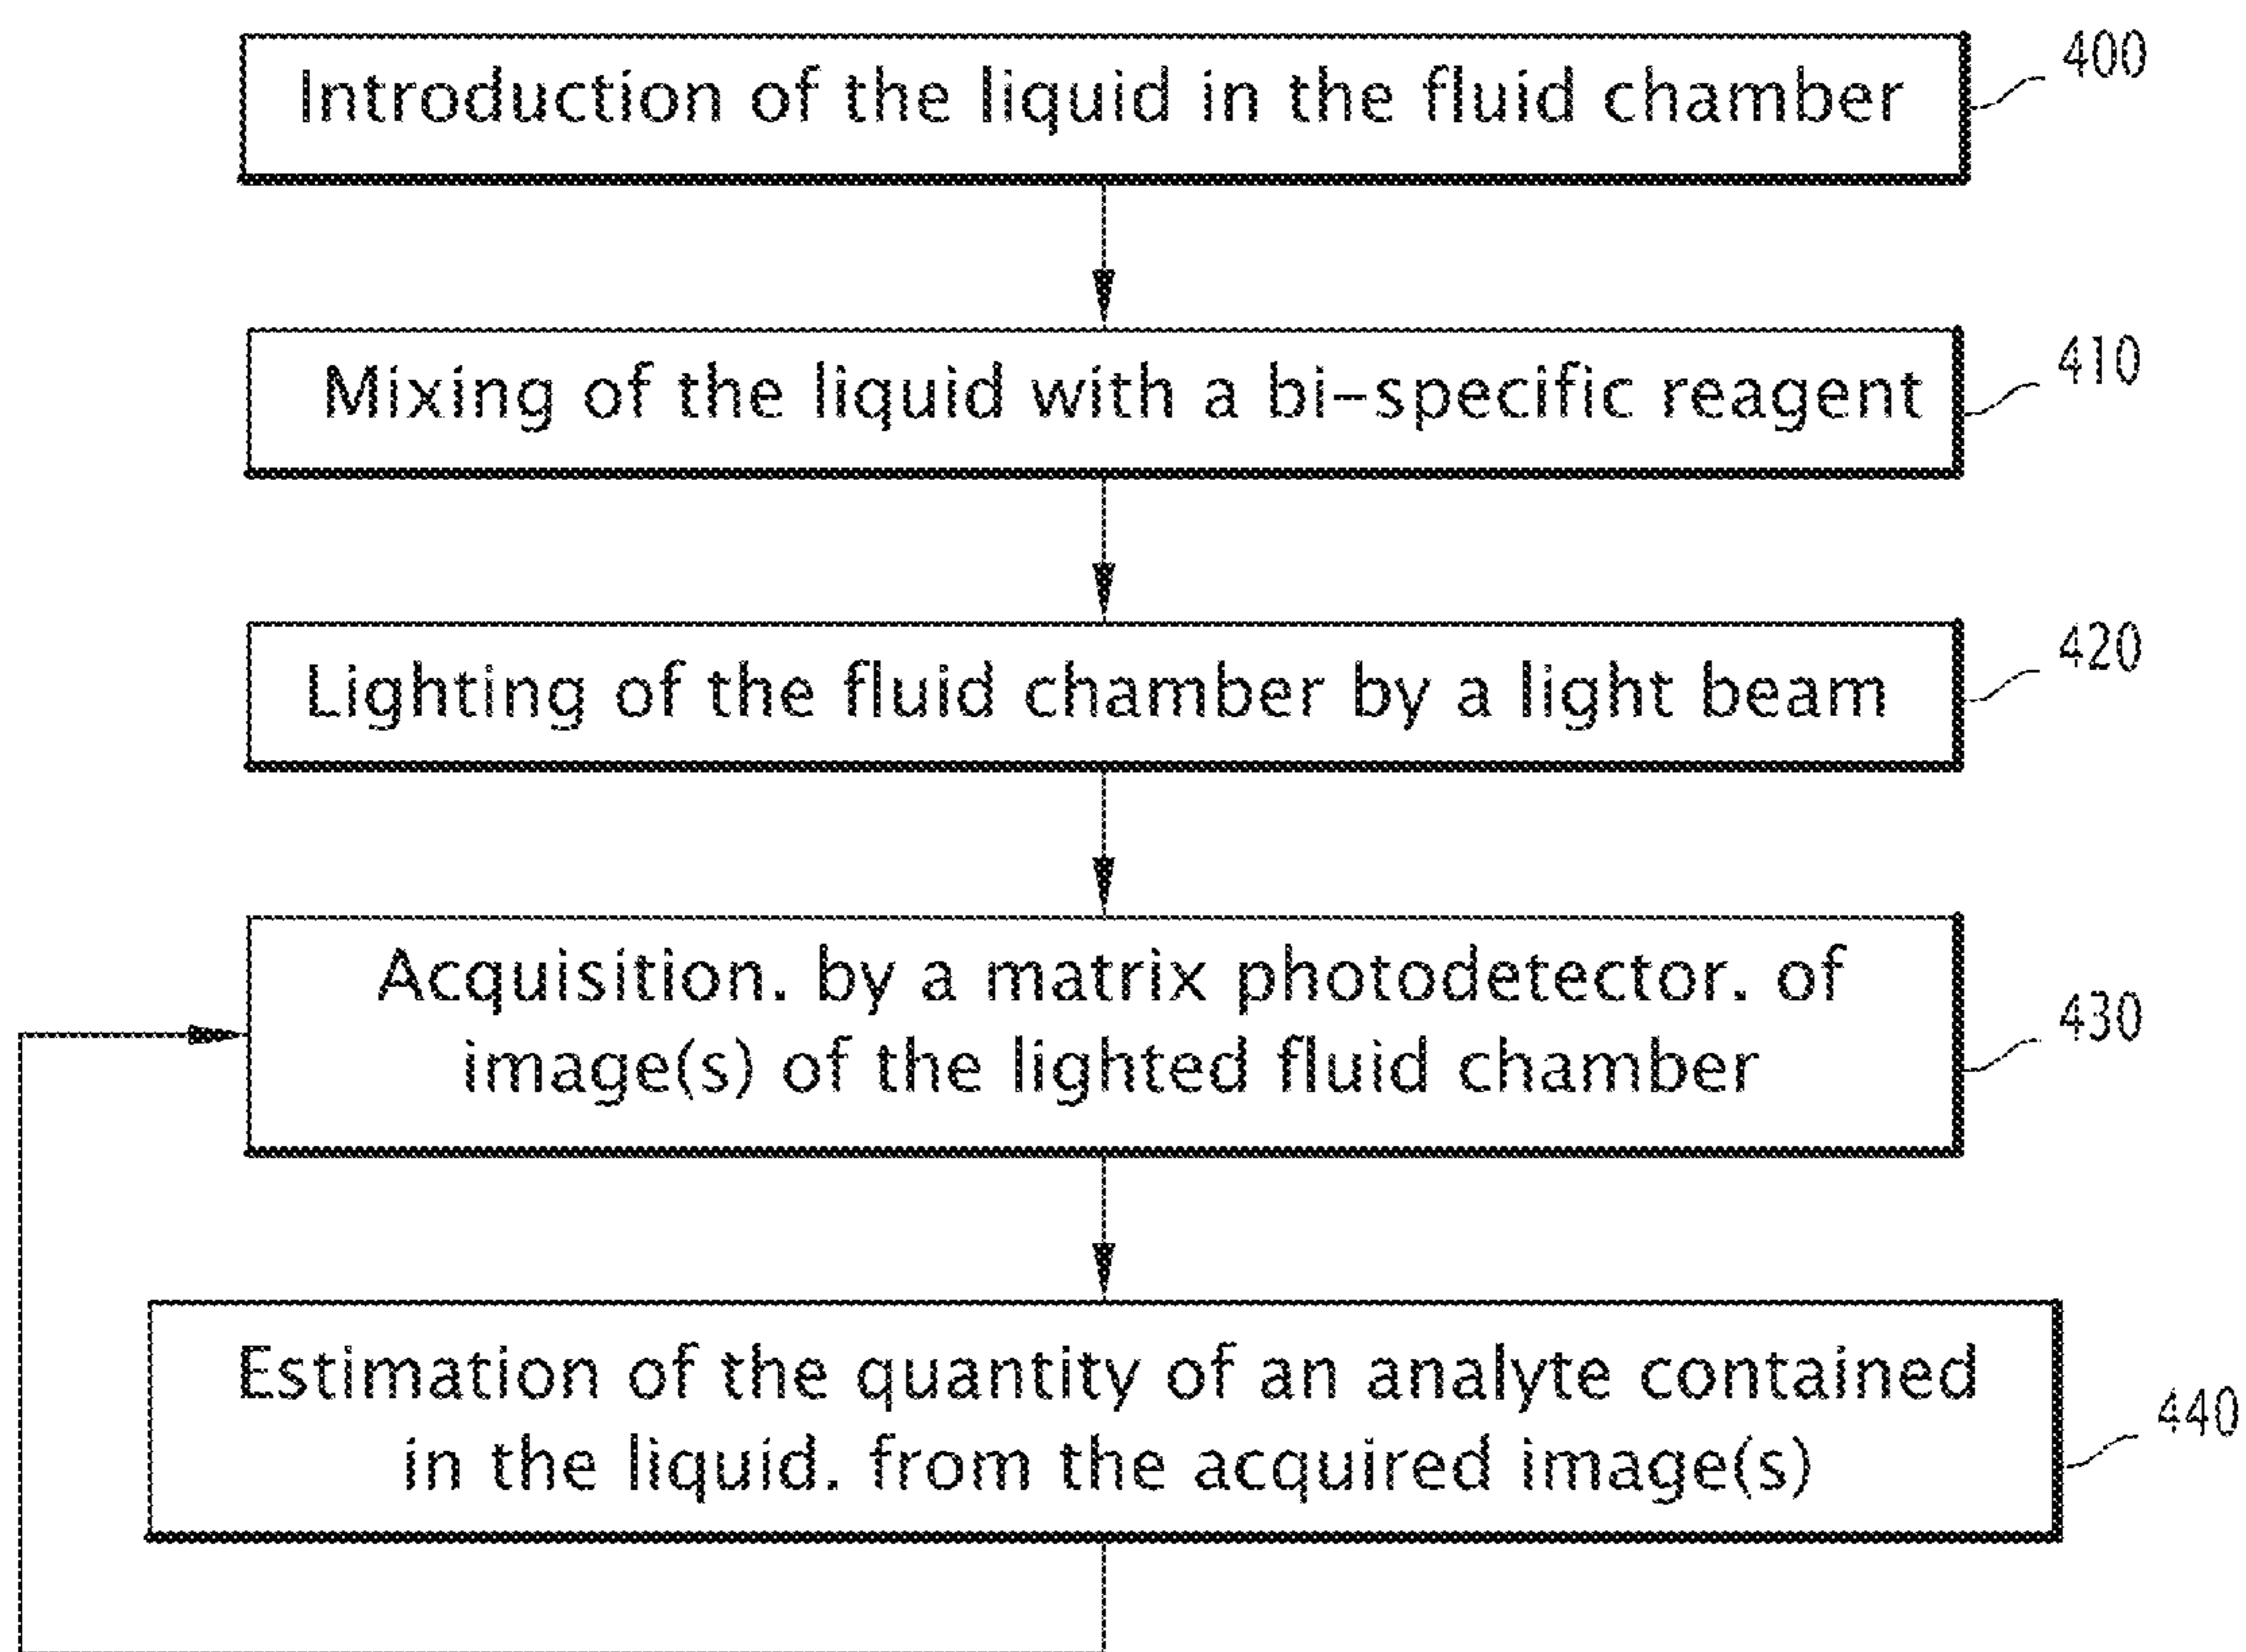 Introduction of the liquid in the fluid chamber
400
Mixing of the liquid with a bi-specific reagent
410
Lighting of the fluid chamber by a light beam
420
Acquisition. by a matrix photodetector. of
image(s) of the lighted fluid chamber
430
Estimation of the quantity of an analyte contained
in the liquid. from the acquired image(s)
440